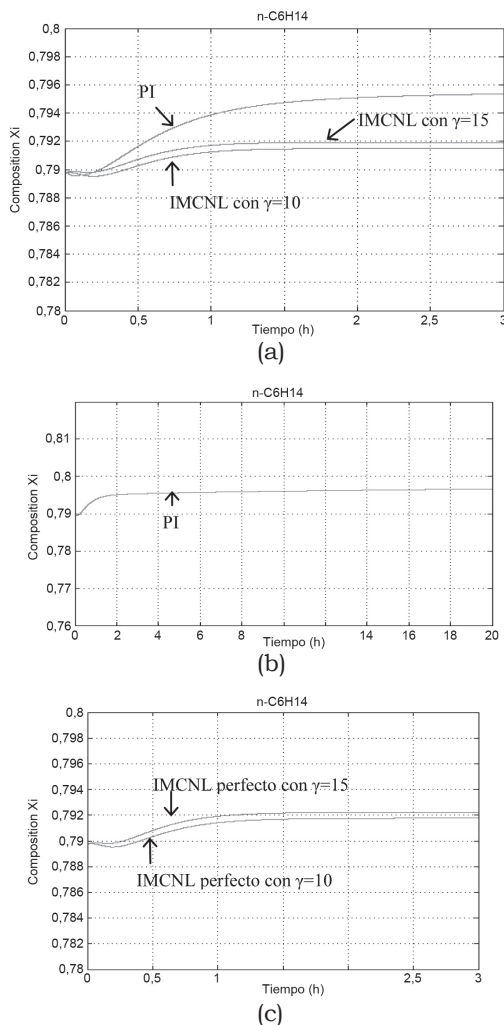 n-C6H14
0,8
0,798
0,796
0,794
0,792
0,79
0,788
0,786
0,784
0,782
0,78
Composition Xi
PI
IMCNL con γ=15
IMCNL con γ=10
0 0,5 1 1,5 2 2,5 3
Tiempo (h)
(a)
n-C6H14
0,81
0,8
0,79
0,78
0,77
0,76
Composition Xi
PI
0 2 4 6 8 10 12 14 16 18 20
Tiempo (h)
(b)
n-C6H14
0,8
0,798
0,796
0,794
0,792
0,79
0,788
0,786
0,784
0,782
0,78
Composition Xi
IMCNL perfecto con γ=15
IMCNL perfecto con γ=10
0 0,5 1 1,5 2 2,5 3
Tiempo (h)
(c)